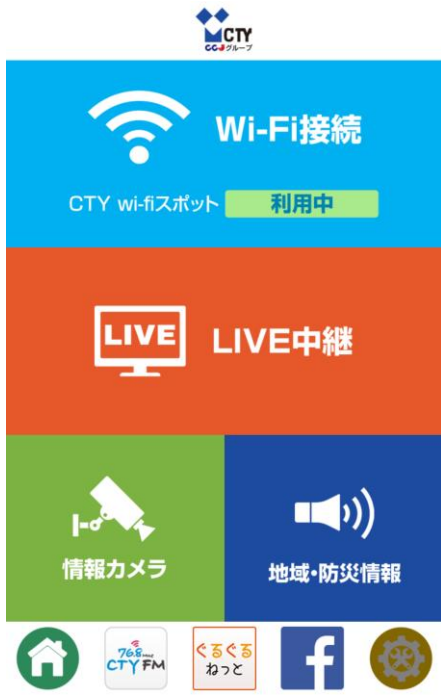 CTY
CCJグループ
Wi-Fi接続
CTY wi-fiスポット 利用中
LIVE LIVE中継
情報カメラ 地域・防災情報
76.8MHZ
CTY FM
ぐるぐる
ねっと
f